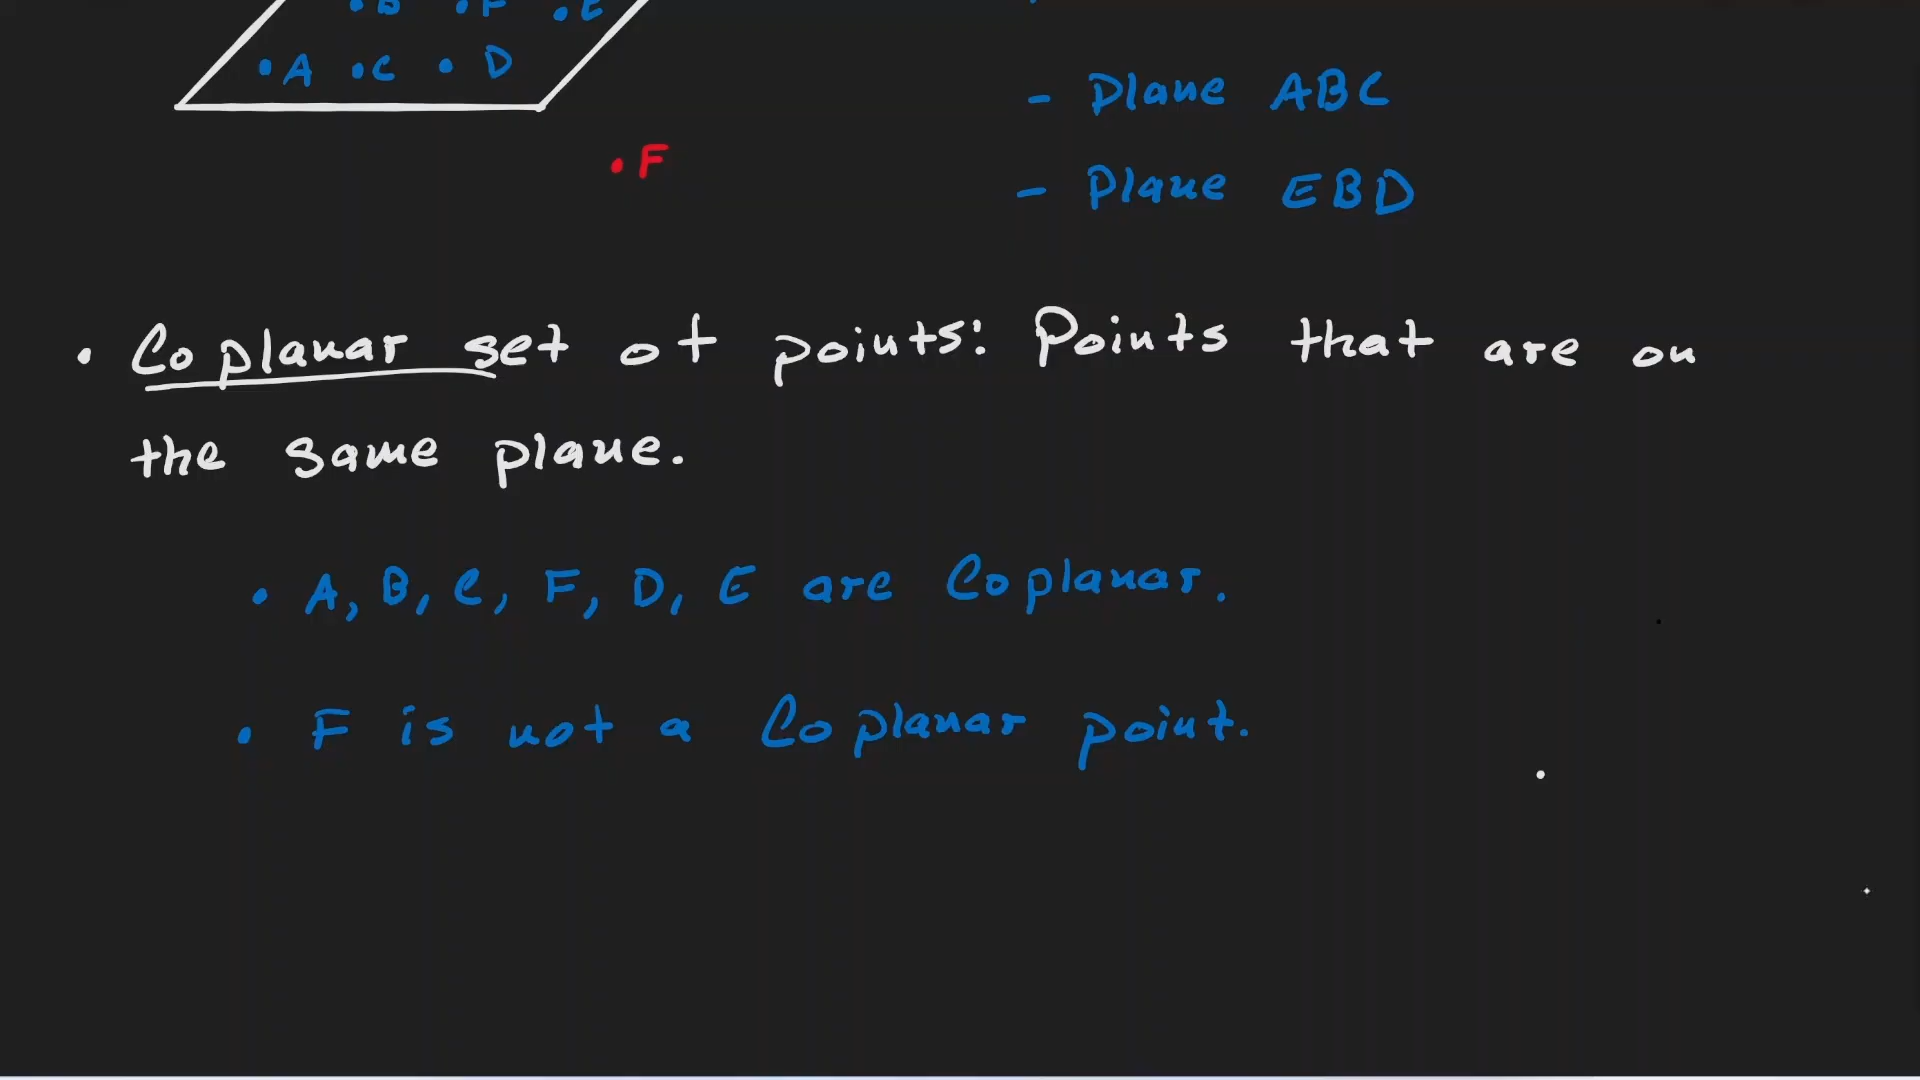 B F E
A C D
- Plane ABC
F
- Plane EBD
• Coplanar set of points: Points that are on
the same plane.
• A, B, C, F, D, E are Coplanar.
• F is not a Coplanar point.